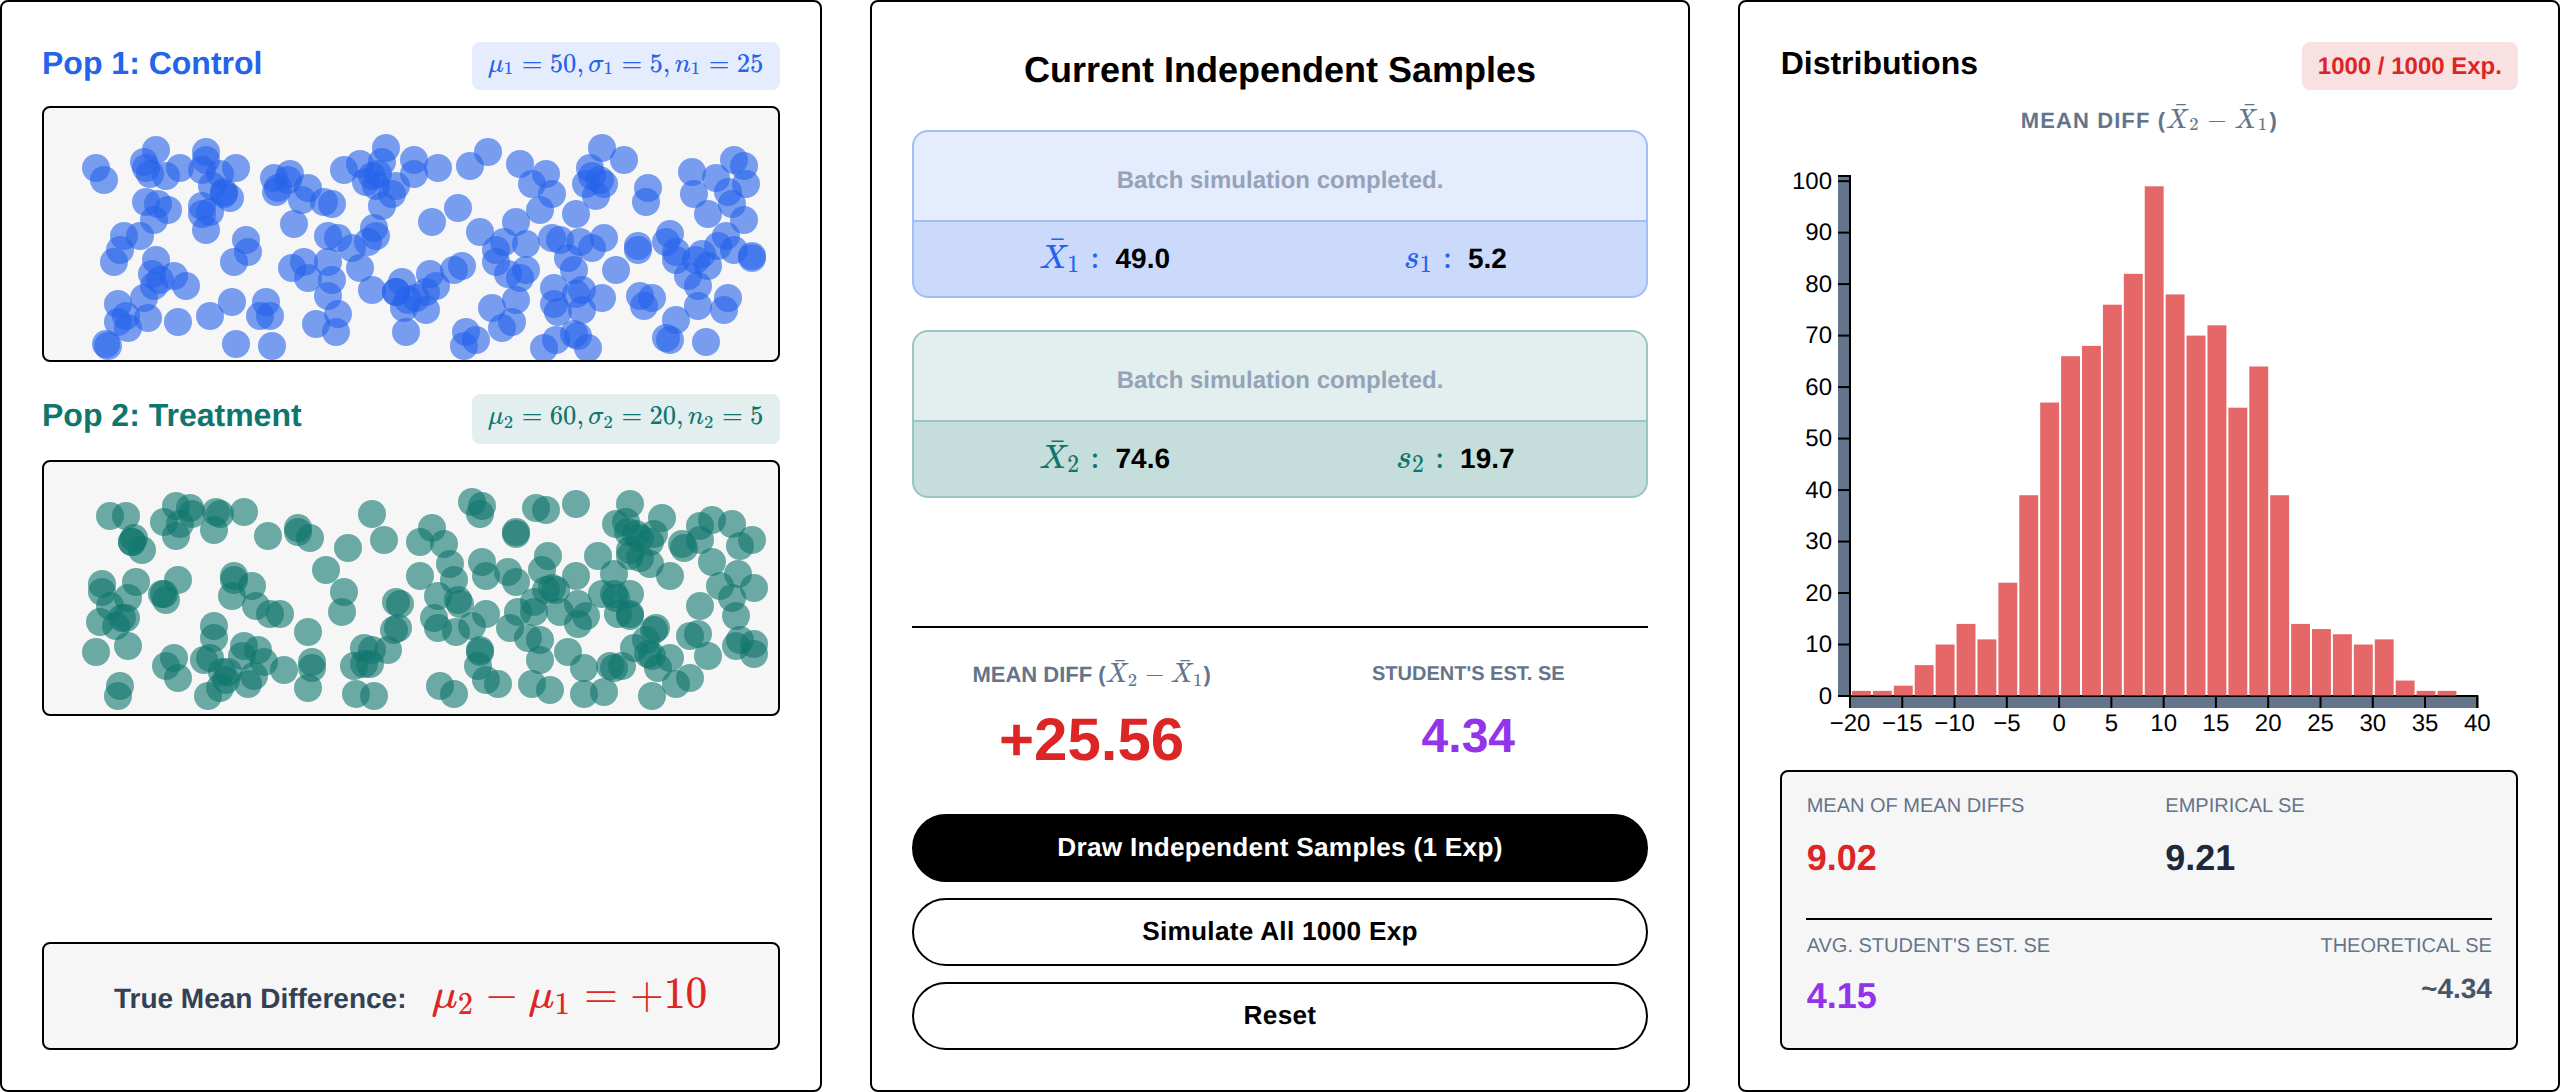 Pop 1: Control
μ₁ = 50, σ₁ = 5, n₁ = 25
Pop 2: Treatment
μ₂ = 60, σ₂ = 20, n₂ = 5
True Mean Difference: μ₂ − μ₁ = +10
Current Independent Samples
Batch simulation completed.
X̄₁ : 49.0 s₁ : 5.2
Batch simulation completed.
X̄₂ : 74.6 s₂ : 19.7
MEAN DIFF (X̄₂ − X̄₁) STUDENT'S EST. SE
+25.56 4.34
Draw Independent Samples (1 Exp)
Simulate All 1000 Exp
Reset
Distributions
1000 / 1000 Exp.
MEAN DIFF (X̄₂ − X̄₁)
100
90
80
70
60
50
40
30
20
10
0
−20 −15 −10 −5 0 5 10 15 20 25 30 35 40
MEAN OF MEAN DIFFS EMPIRICAL SE
9.02 9.21
AVG. STUDENT'S EST. SE THEORETICAL SE
4.15 ~4.34